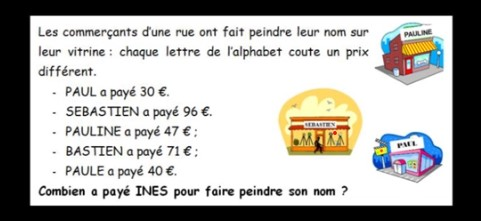 Les commerçants d'une rue ont fait peindre leur nom sur
leur vitrine : chaque lettre de l'alphabet coute un prix
différent.
- PAUL a payé 30 €.
- SEBASTIEN a payé 96 €.
- PAULINE a payé 47 € ;
- BASTIEN a payé 71 € ;
- PAULE a payé 40 €.
Combien a payé INES pour faire peindre son nom ?
PAULINE
SEBASTIEN
PAUL